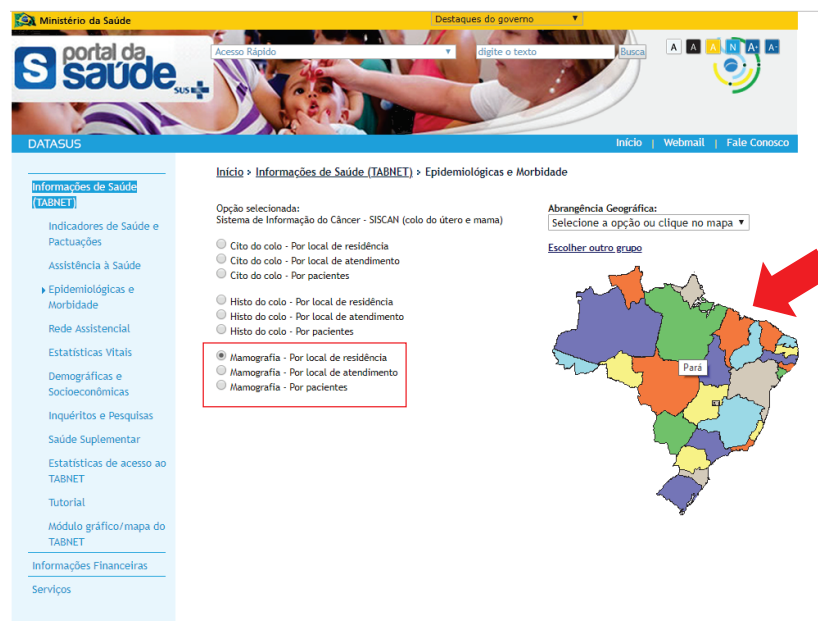 Ministério da Saúde
Destaques do governo
portal da
saúde
SUS
Acesso Rápido
digite o texto
Busca
A A A N A+ A-
DATASUS
Início | Webmail | Fale Conosco
Informações de Saúde
(TABNET)
Indicadores de Saúde e
Pactuações
Assistência à Saúde
Epidemiológicas e
Morbidade
Rede Assistencial
Estatísticas Vitais
Demográficas e
Socioeconômicas
Inquéritos e Pesquisas
Saúde Suplementar
Estatísticas de acesso ao
TABNET
Tutorial
Módulo gráfico/mapa do
TABNET
Informações Financeiras
Serviços
Início > Informações de Saúde (TABNET) > Epidemiológicas e Morbidade
Opção selecionada:
Sistema de Informação do Câncer - SISCAN (colo do útero e mama)
Cito do colo - Por local de residência
Cito do colo - Por local de atendimento
Cito do colo - Por pacientes
Histo do colo - Por local de residência
Histo do colo - Por local de atendimento
Histo do colo - Por pacientes
Mamografia - Por local de residência
Mamografia - Por local de atendimento
Mamografia - Por pacientes
Abrangência Geográfica:
Selecione a opção ou clique no mapa
Escolher outro grupo
Pará